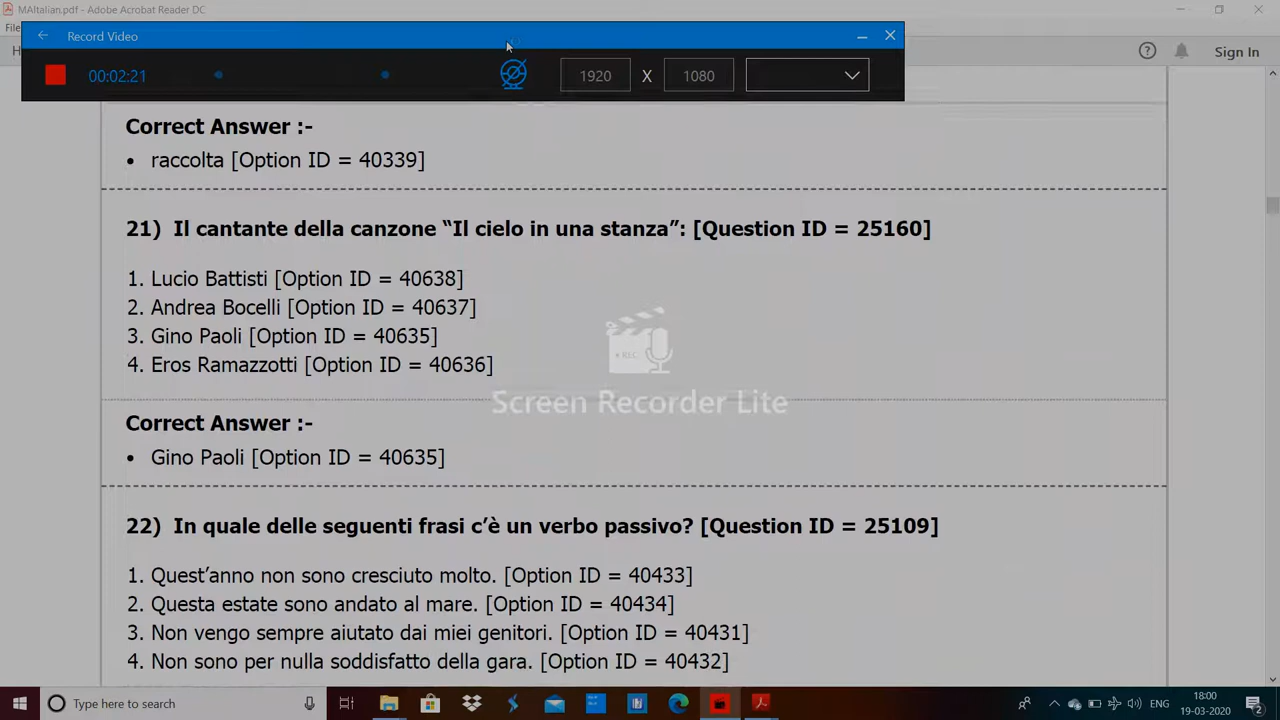 MAItalian.pdf - Adobe Acrobat Reader DC
Record Video
00:02:21
1920 X 1080
Sign In
Correct Answer :-
• raccolta [Option ID = 40339]
21) Il cantante della canzone “Il cielo in una stanza”: [Question ID = 25160]
1. Lucio Battisti [Option ID = 40638]
2. Andrea Bocelli [Option ID = 40637]
3. Gino Paoli [Option ID = 40635]
4. Eros Ramazzotti [Option ID = 40636]
REC
Screen Recorder Lite
Correct Answer :-
• Gino Paoli [Option ID = 40635]
22) In quale delle seguenti frasi c’è un verbo passivo? [Question ID = 25109]
1. Quest’anno non sono cresciuto molto. [Option ID = 40433]
2. Questa estate sono andato al mare. [Option ID = 40434]
3. Non vengo sempre aiutato dai miei genitori. [Option ID = 40431]
4. Non sono per nulla soddisfatto della gara. [Option ID = 40432]
Type here to search
ENG
18:00
19-03-2020
2